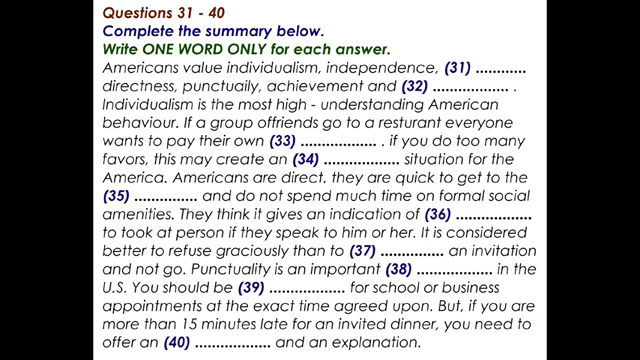 Questions 31 - 40
Complete the summary below.
Write ONE WORD ONLY for each answer.
Americans value individualism, independence, (31) ............
directness, punctuaily, achievement and (32) .................. .
Individualism is the most high - understanding American
behaviour. If a group offriends go to a resturant everyone
wants to pay their own (33) .................. . if you do too many
favors, this may create an (34) .................. situation for the
America. Americans are direct. they are quick to get to the
(35) ............... and do not spend much time on formal social
amenities. They think it gives an indication of (36) ..................
to took at person if they speak to him or her. It is considered
better to refuse graciously than to (37) ............... an invitation
and not go. Punctuality is an important (38) .................. in the
U.S. You should be (39) .................. for school or business
appointments at the exact time agreed upon. But, if you are
more than 15 minutes late for an invited dinner, you need to
offer an (40) .................. and an explanation.